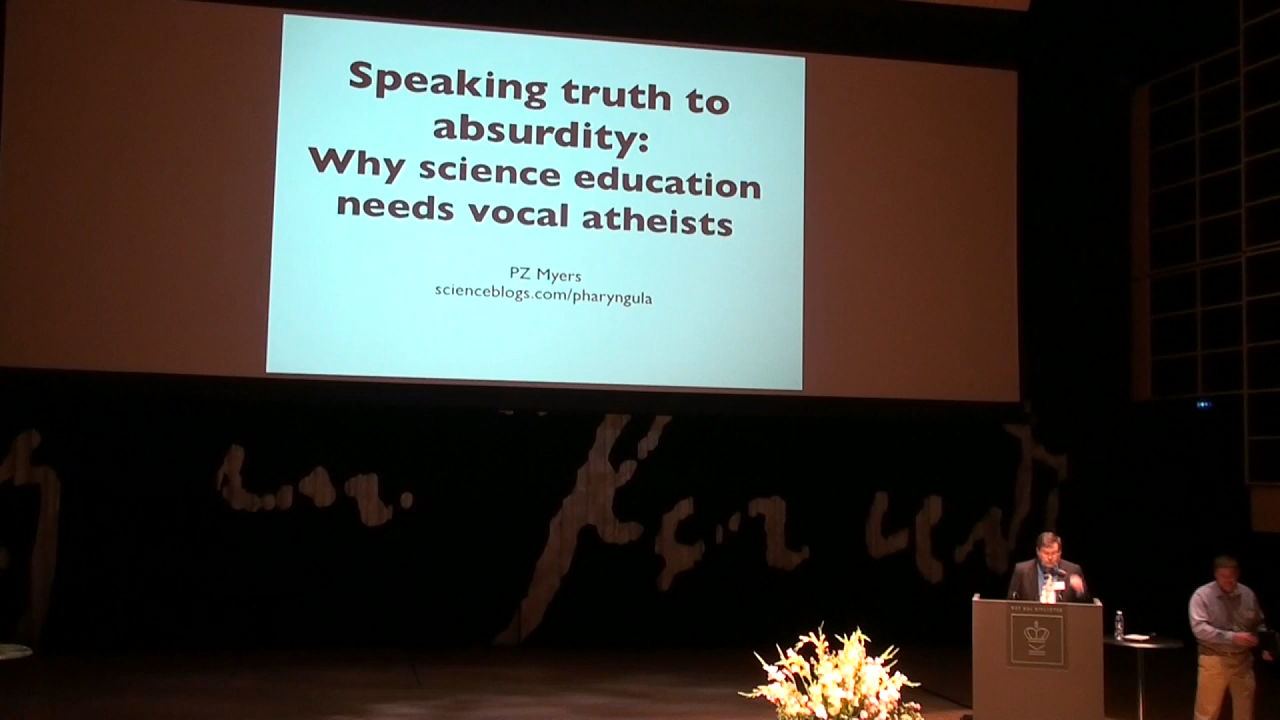 Speaking truth to
absurdity:
Why science education
needs vocal atheists
PZ Myers
scienceblogs.com/pharyngula